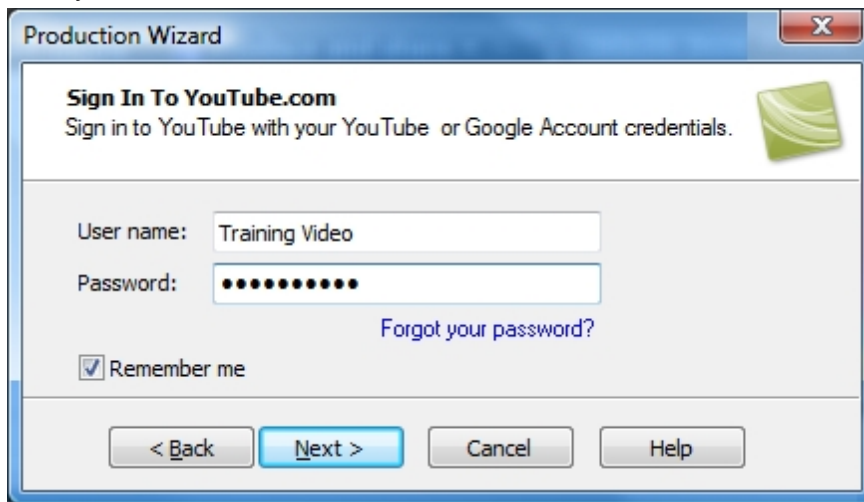 Production Wizard
X
Sign In To YouTube.com
Sign in to YouTube with your YouTube or Google Account credentials.
User name: Training Video
Password: ••••••••••
Forgot your password?
Remember me
< Back Next > Cancel Help